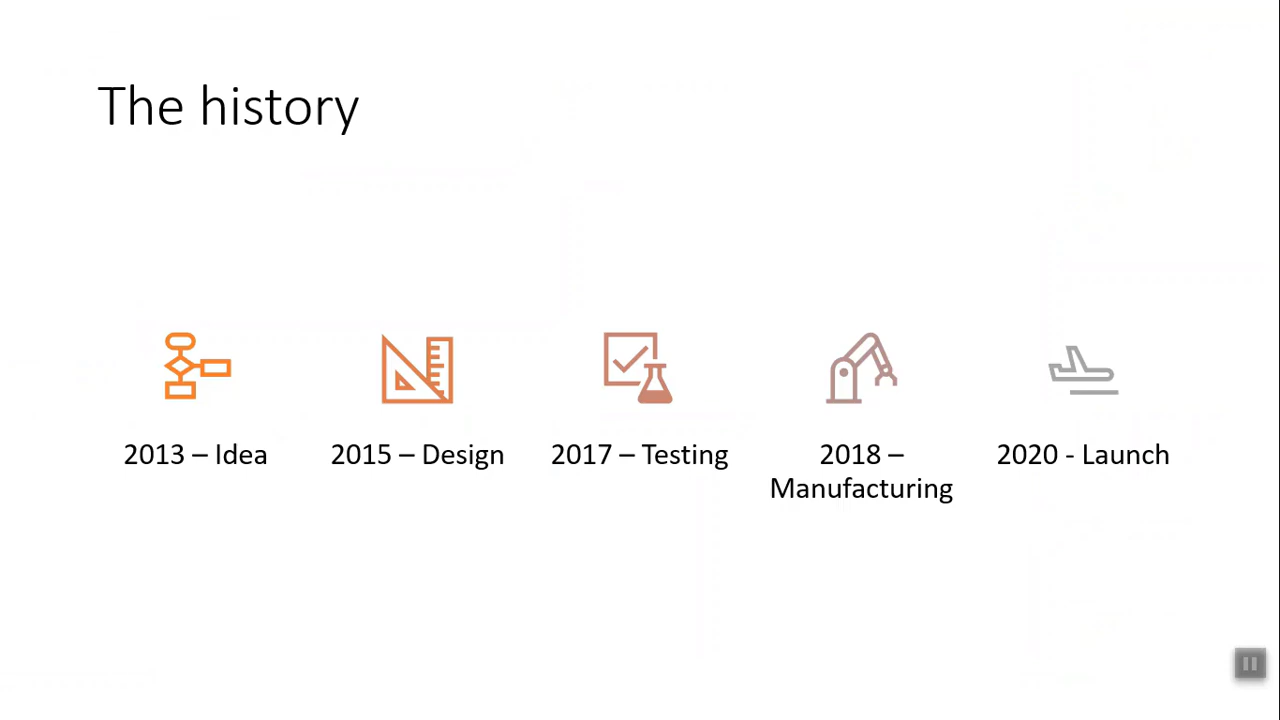 The history
2013 – Idea
2015 – Design
2017 – Testing
2018 –
Manufacturing
2020 - Launch